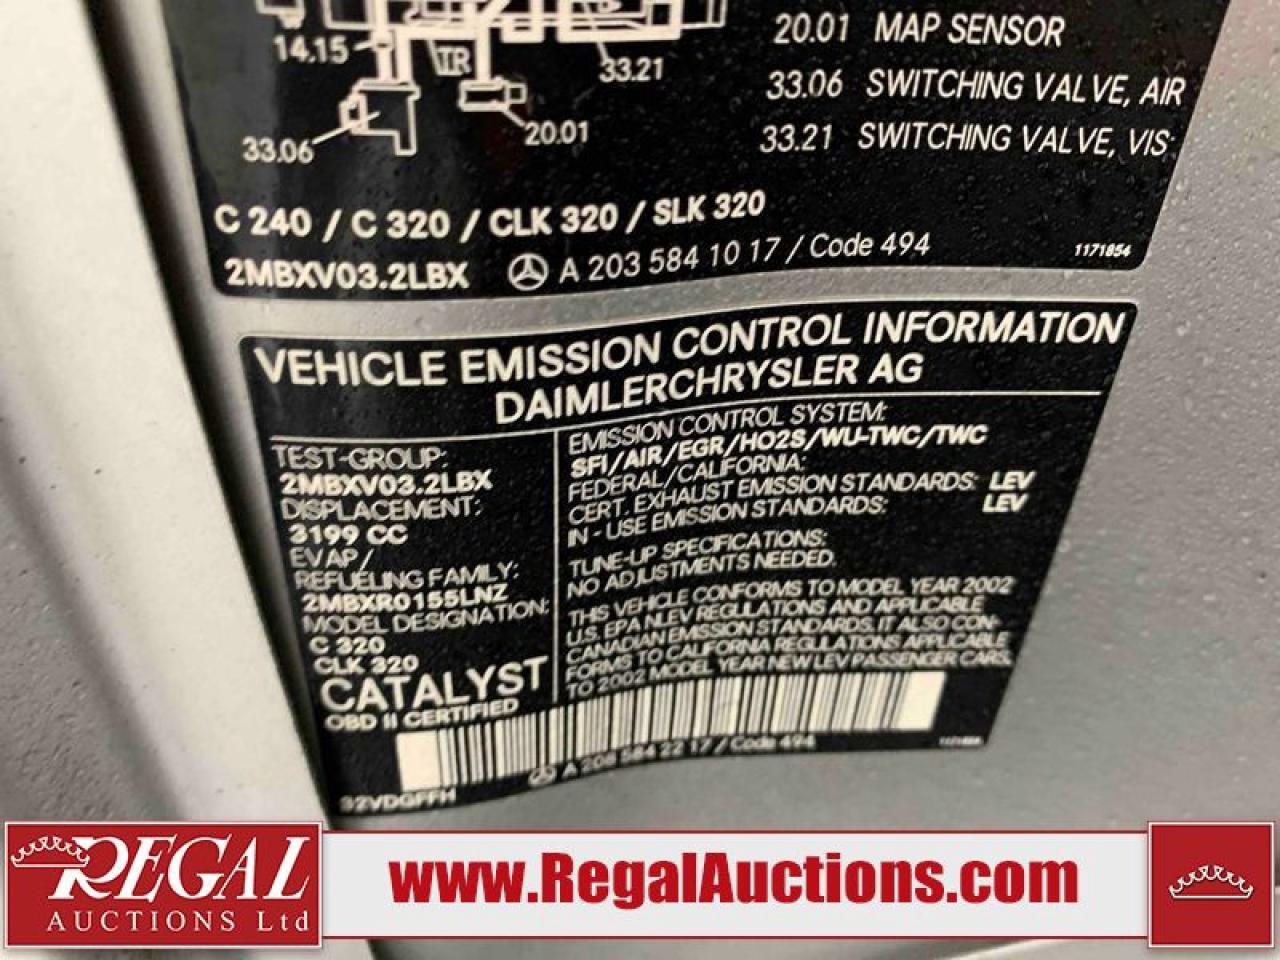 14.15
TR
33.21
33.06
20.01
20.01 MAP SENSOR
33.06 SWITCHING VALVE, AIR
33.21 SWITCHING VALVE, VIS
C 240 / C 320 / CLK 320 / SLK 320
2MBXV03.2LBX A 203 584 10 17 / Code 494
1171854
VEHICLE EMISSION CONTROL INFORMATION
DAIMLERCHRYSLER AG
TEST-GROUP:
2MBXV03.2LBX
DISPLACEMENT:
3199 CC
EVAP/
REFUELING FAMILY:
2MBXR0155LNZ
MODEL DESIGNATION:
C 320
CLK 320
CATALYST
OBD II CERTIFIED
EMISSION CONTROL SYSTEM:
SFI/AIR/EGR/HO2S/WU-TWC/TWC
FEDERAL/CALIFORNIA:
CERT. EXHAUST EMISSION STANDARDS: LEV
IN-USE EMISSION STANDARDS: LEV
TUNE-UP SPECIFICATIONS:
NO ADJUSTMENTS NEEDED.
THIS VEHICLE CONFORMS TO MODEL YEAR 2002
U.S. EPA NLEV REGULATIONS AND APPLICABLE
CANADIAN EMISSION STANDARDS. IT ALSO CON-
FORMS TO CALIFORNIA REGULATIONS APPLICABLE
TO 2002 MODEL YEAR NEW LEV PASSENGER CARS.
A 208 584 22 17 / Code 494
32VDGFFH
REGAL
AUCTIONS Ltd
www.RegalAuctions.com